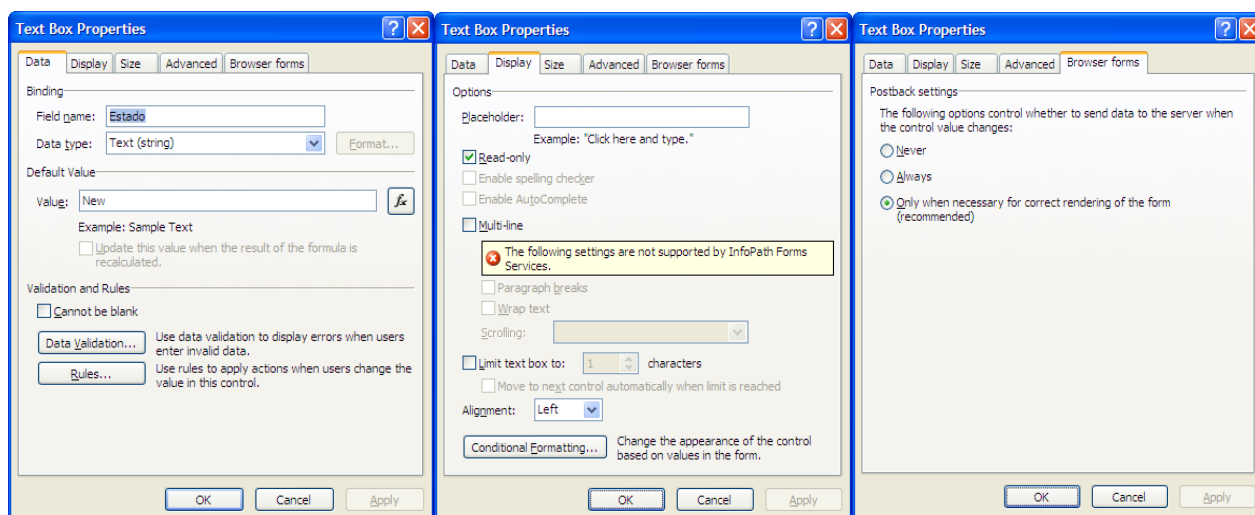 Text Box Properties
Data Display Size Advanced Browser forms
Binding
Field name: Estado
Data type: Text (string) Format...
Default Value
Value: New fx
Example: Sample Text
Update this value when the result of the formula is
recalculated.
Validation and Rules
Cannot be blank
Data Validation... Use data validation to display errors when users
enter invalid data.
Rules... Use rules to apply actions when users change the
value in this control.
OK Cancel Apply
Text Box Properties
Data Display Size Advanced Browser forms
Options
Placeholder:
Example: "Click here and type."
Read-only
Enable spelling checker
Enable AutoComplete
Multi-line
The following settings are not supported by InfoPath Forms
Services.
Paragraph breaks
Wrap text
Scrolling:
Limit text box to: 1 characters
Move to next control automatically when limit is reached
Alignment: Left
Conditional Formatting... Change the appearance of the control
based on values in the form.
OK Cancel Apply
Text Box Properties
Data Display Size Advanced Browser forms
Postback settings
The following options control whether to send data to the server when
the control value changes:
Never
Always
Only when necessary for correct rendering of the form
(recommended)
OK Cancel Apply